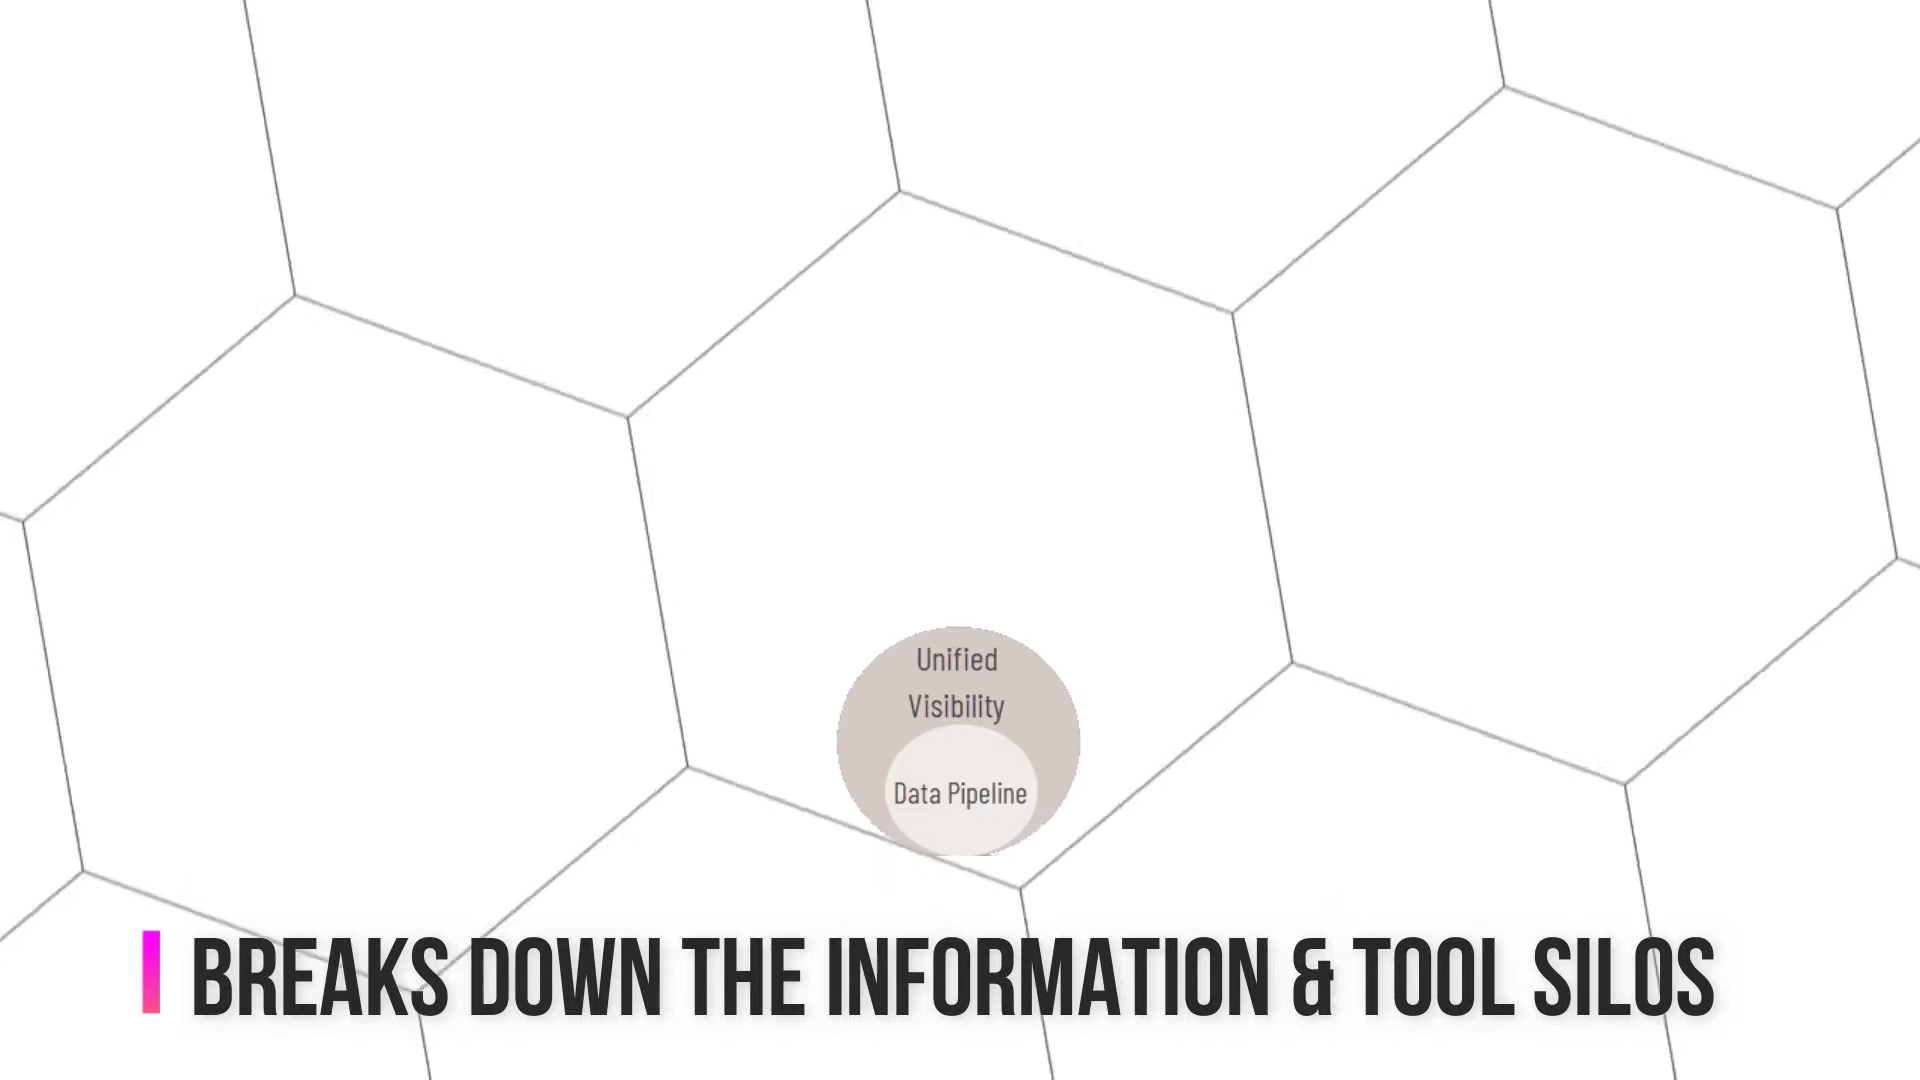 Unified
Visibility
Data Pipeline
BREAKS DOWN THE INFORMATION & TOOL SILOS